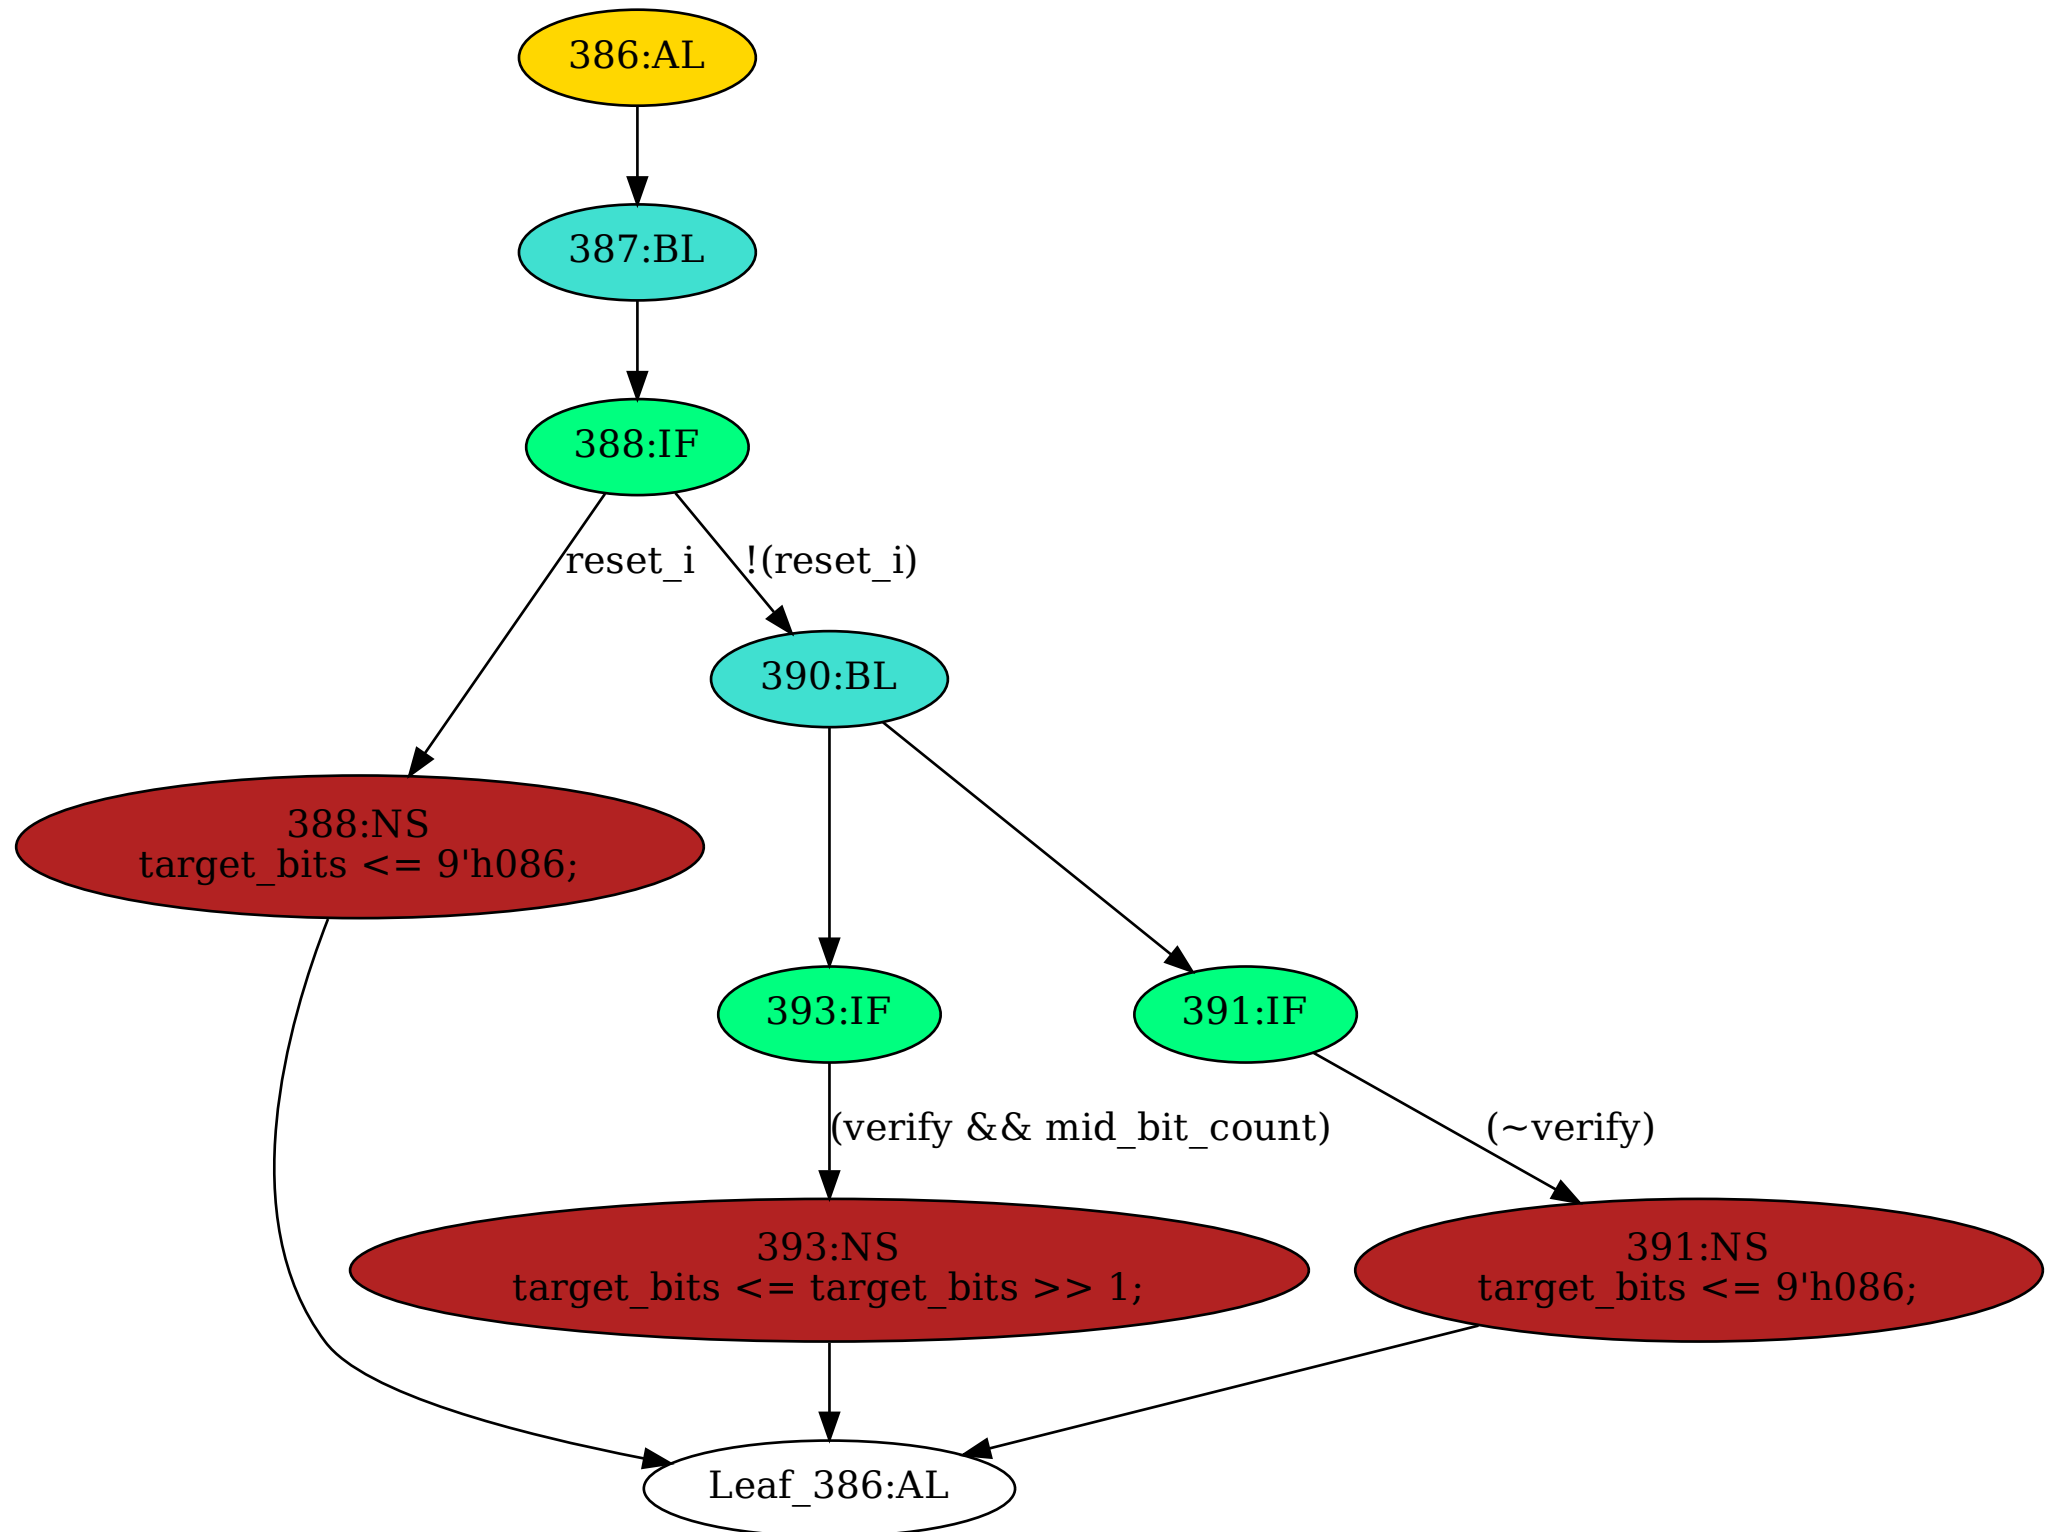 386:AL
387:BL
388:IF
reset_i
!(reset_i)
390:BL
388:NS
target_bits <= 9'h086;
393:IF
391:IF
(verify && mid_bit_count)
(~verify)
393:NS
target_bits <= target_bits >> 1;
391:NS
target_bits <= 9'h086;
Leaf_386:AL